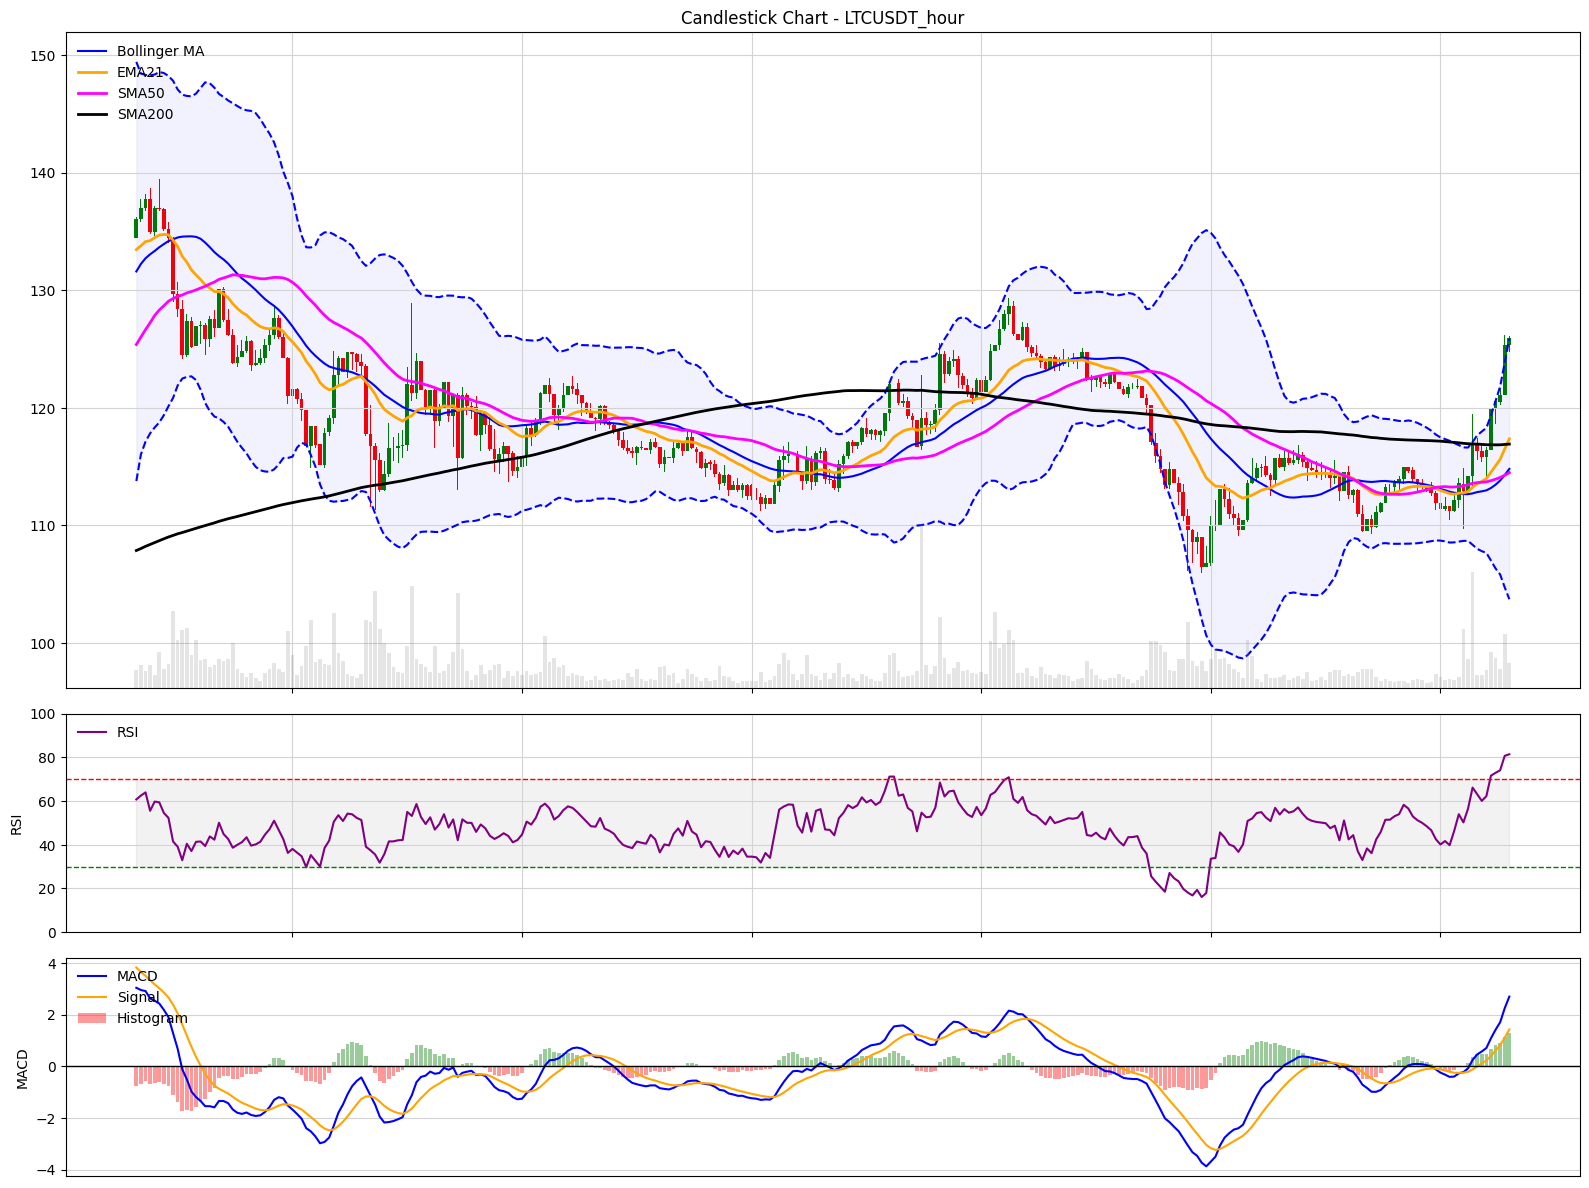 Candlestick Chart - LTCUSDT_hour
Bollinger MA
EMA21
SMA50
SMA200
150
140
130
120
110
100
RSI
RSI
100
80
60
40
20
0
MACD
MACD
Signal
Histogram
4
2
0
−2
−4